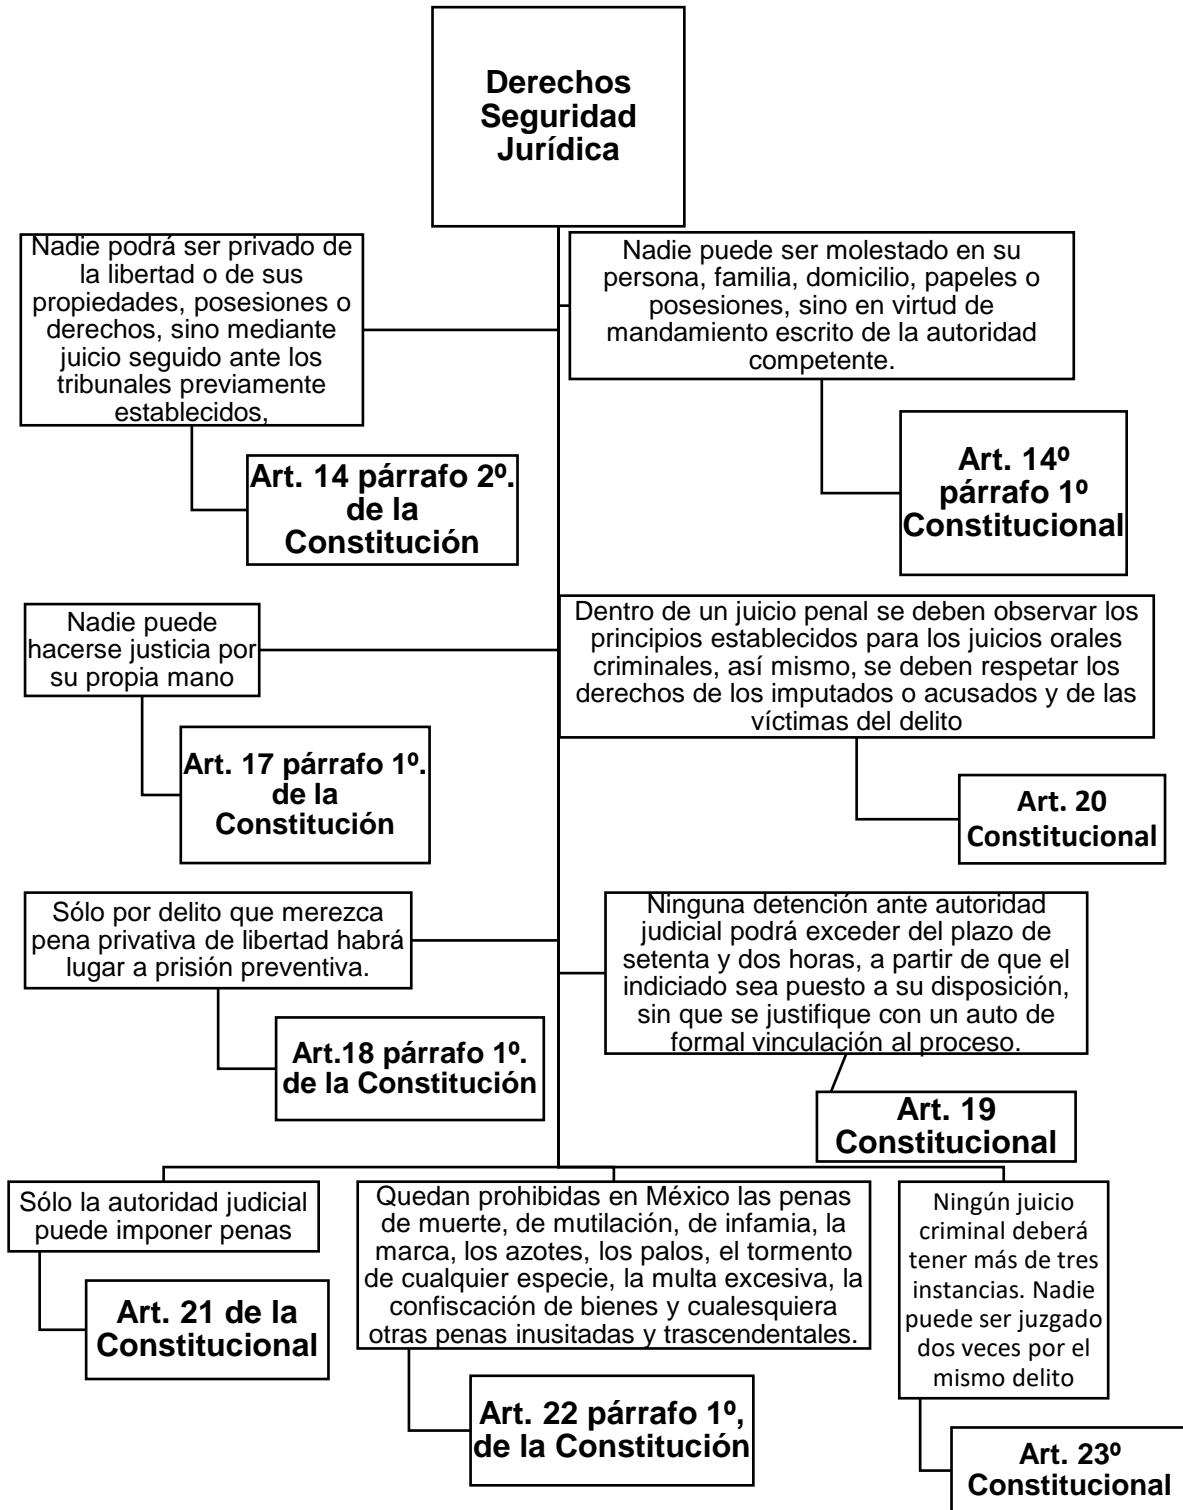 Derechos
Seguridad
Jurídica
Nadie podrá ser privado de
la libertad o de sus
propiedades, posesiones o
derechos, sino mediante
juicio seguido ante los
tribunales previamente
establecidos,
Art. 14 párrafo 2º.
de la
Constitución
Nadie puede ser molestado en su
persona, familia, domicilio, papeles o
posesiones, sino en virtud de
mandamiento escrito de la autoridad
competente.
Art. 14º
párrafo 1º
Constitucional
Nadie puede
hacerse justicia por
su propia mano
Art. 17 párrafo 1º.
de la
Constitución
Dentro de un juicio penal se deben observar los
principios establecidos para los juicios orales
criminales, así mismo, se deben respetar los
derechos de los imputados o acusados y de las
víctimas del delito
Art. 20
Constitucional
Sólo por delito que merezca
pena privativa de libertad habrá
lugar a prisión preventiva.
Art.18 párrafo 1º.
de la Constitución
Ninguna detención ante autoridad
judicial podrá exceder del plazo de
setenta y dos horas, a partir de que el
indiciado sea puesto a su disposición,
sin que se justifique con un auto de
formal vinculación al proceso.
Art. 19
Constitucional
Sólo la autoridad judicial
puede imponer penas
Art. 21 de la
Constitucional
Quedan prohibidas en México las penas
de muerte, de mutilación, de infamia, la
marca, los azotes, los palos, el tormento
de cualquier especie, la multa excesiva, la
confiscación de bienes y cualesquiera
otras penas inusitadas y trascendentales.
Art. 22 párrafo 1º,
de la Constitución
Ningún juicio
criminal deberá
tener más de tres
instancias. Nadie
puede ser juzgado
dos veces por el
mismo delito
Art. 23º
Constitucional